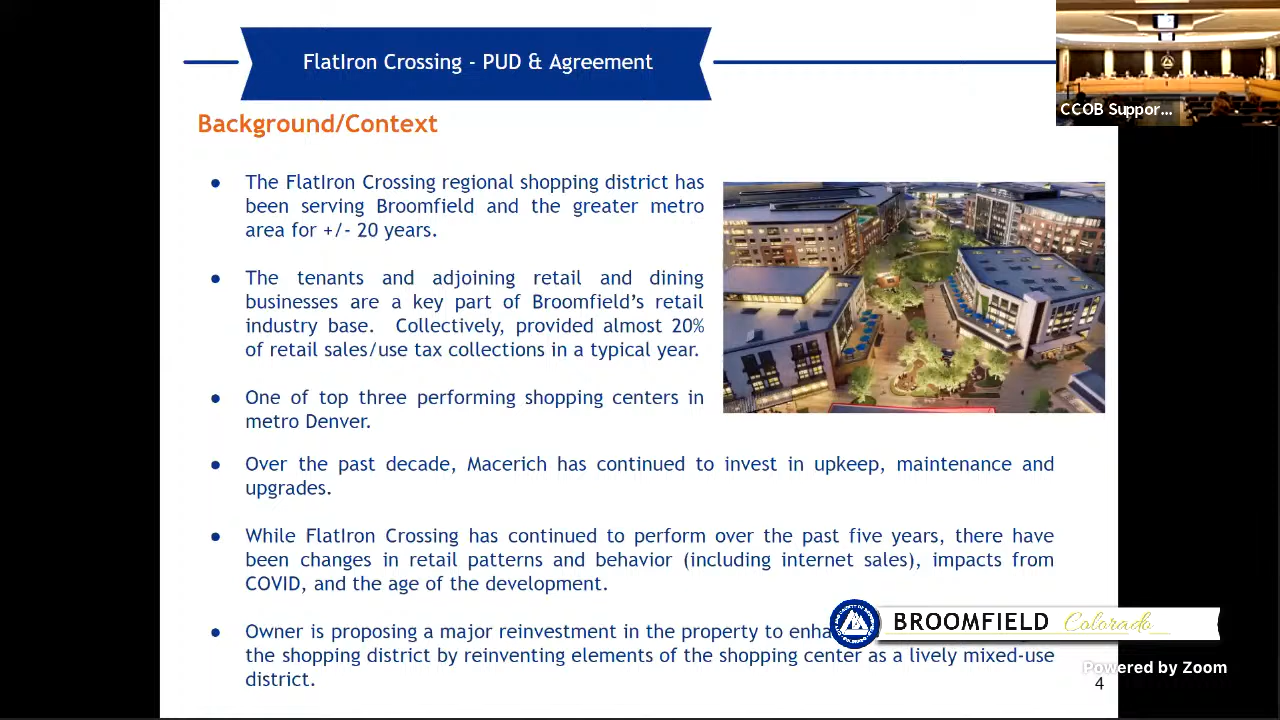 FlatIron Crossing - PUD & Agreement
CCOB Suppor...
Background/Context
● The FlatIron Crossing regional shopping district has
been serving Broomfield and the greater metro
area for +/- 20 years.
● The tenants and adjoining retail and dining
businesses are a key part of Broomfield's retail
industry base. Collectively, provided almost 20%
of retail sales/use tax collections in a typical year.
● One of top three performing shopping centers in
metro Denver.
● Over the past decade, Macerich has continued to invest in upkeep, maintenance and
upgrades.
● While FlatIron Crossing has continued to perform over the past five years, there have
been changes in retail patterns and behavior (including internet sales), impacts from
COVID, and the age of the development.
● Owner is proposing a major reinvestment in the property to
the shopping district by reinventing elements of the shopping center as a lively mixed-use
district.
BROOMFIELD Colorado
Powered by Zoom
4